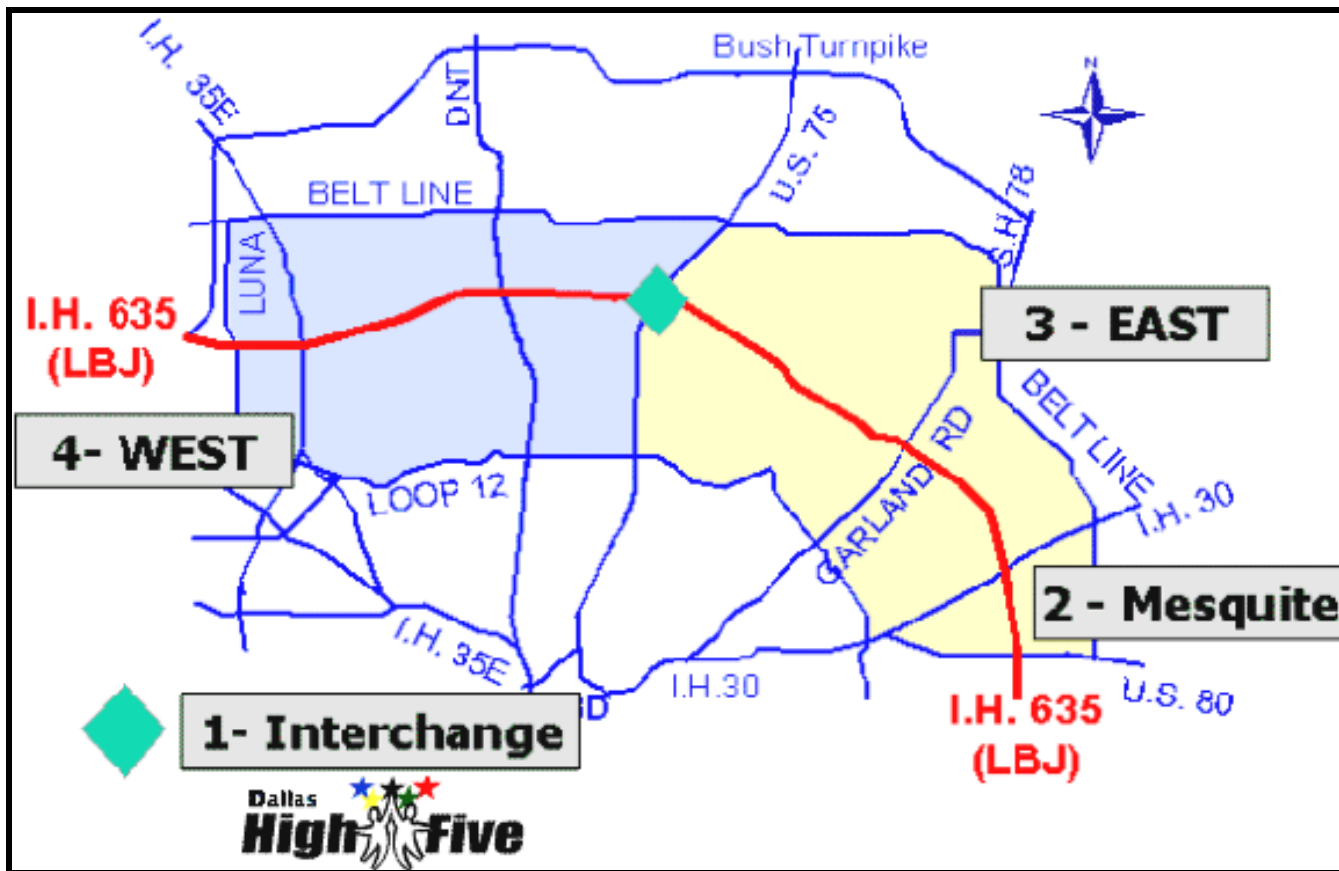 I.H. 35E
DNT
Bush Turnpike
N
U.S. 75
BELT LINE
S.H. 78
LUNA
I.H. 635
(LBJ)
3 - EAST
4- WEST
BELT LINE
LOOP 12
GARLAND RD
I.H. 30
2 - Mesquite
I.H. 35E
I.H.30
U.S. 80
I.H. 635
(LBJ)
1- Interchange
Dallas
High Five